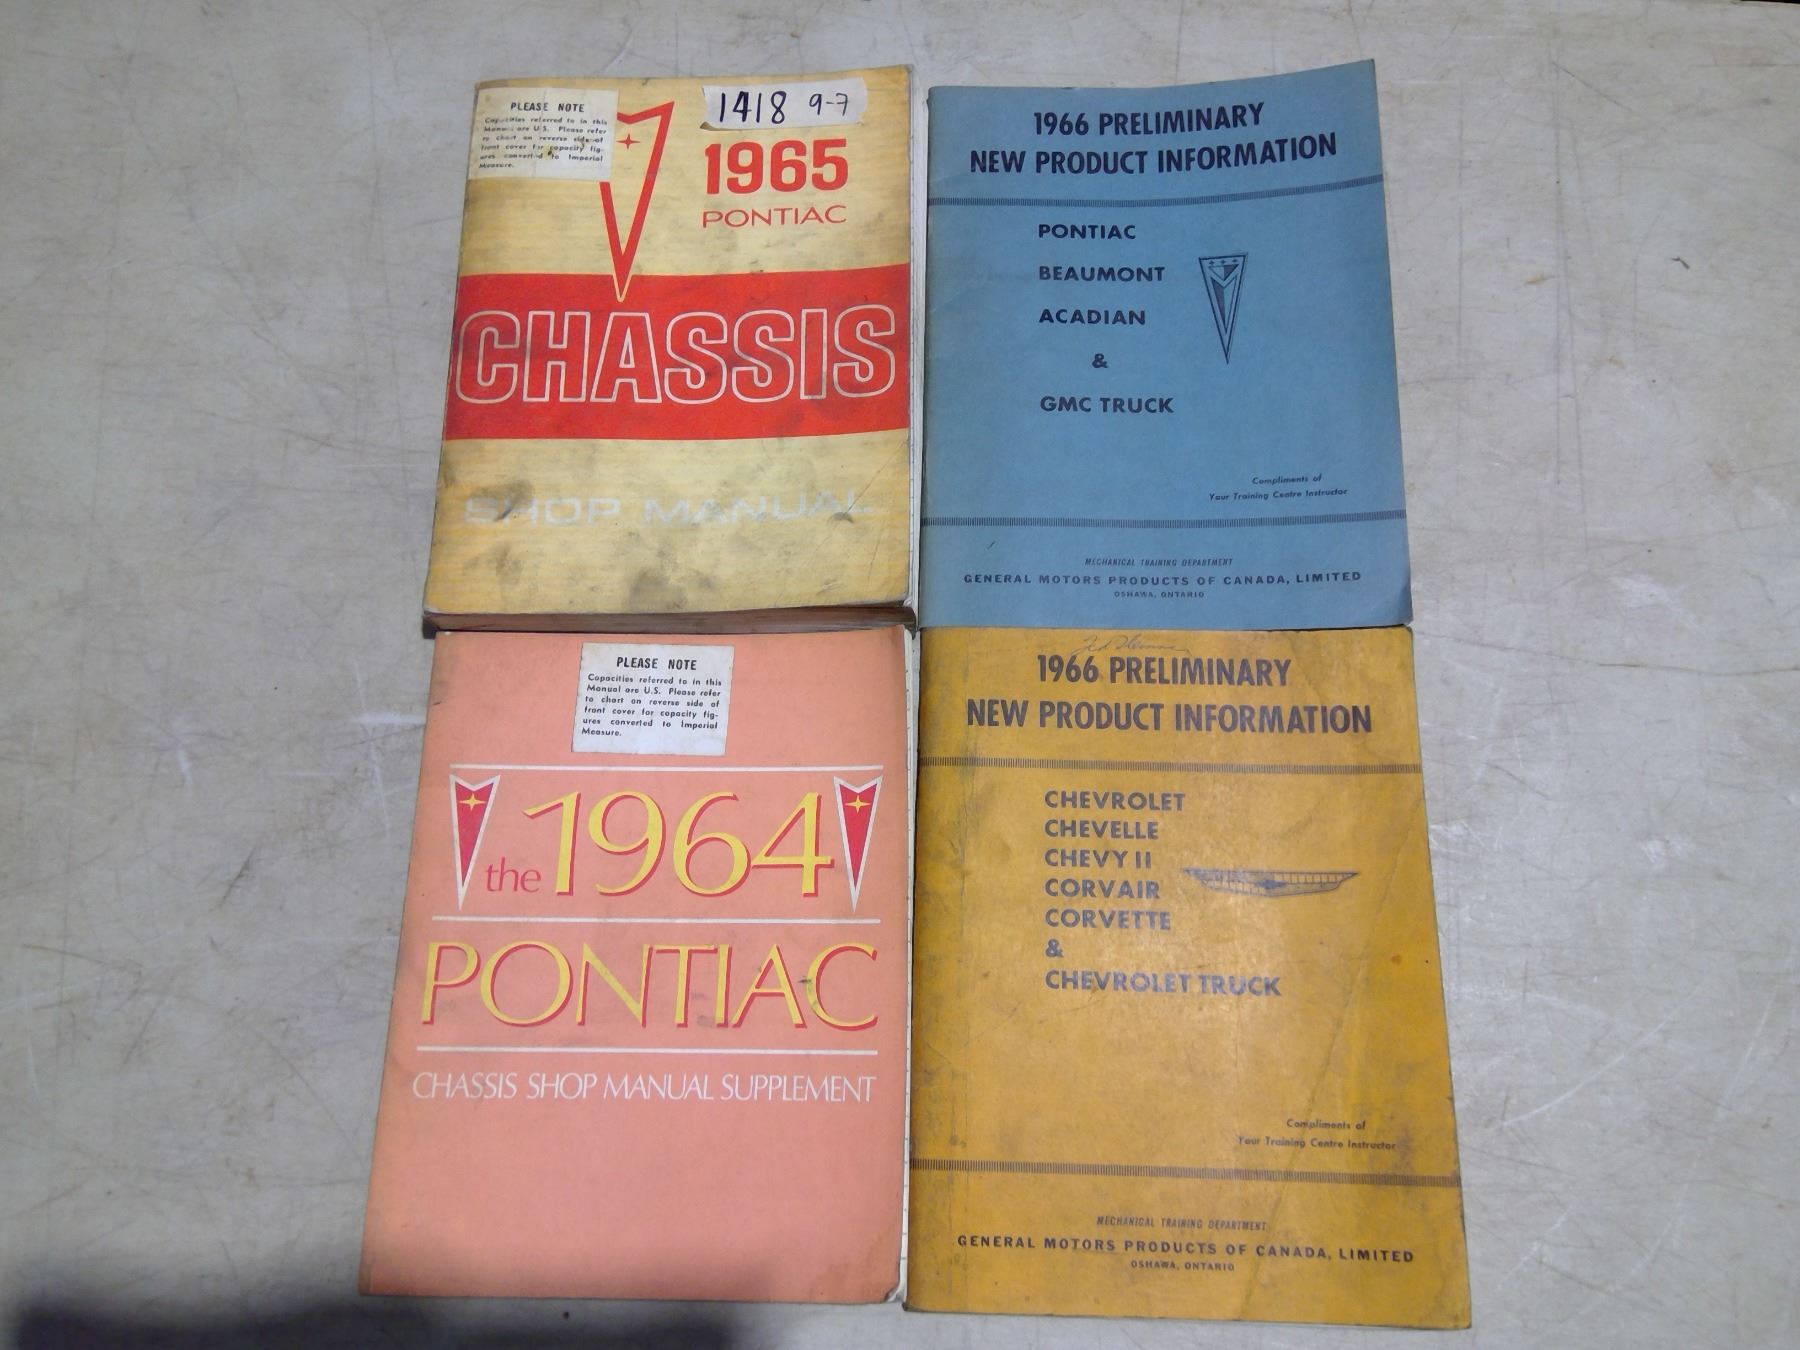 PLEASE NOTE
Capacities referred to in this
Manual are U.S. Please refer
to chart on reverse side of
front cover for capacity fig-
ures converted to Imperial
Measure.
1418 9-7
1965
PONTIAC
CHASSIS
SHOP MANUAL
1966 PRELIMINARY
NEW PRODUCT INFORMATION
PONTIAC
BEAUMONT
ACADIAN
&
GMC TRUCK
Compliments of
Your Training Centre Instructor
MECHANICAL TRAINING DEPARTMENT
GENERAL MOTORS PRODUCTS OF CANADA, LIMITED
OSHAWA, ONTARIO
PLEASE NOTE
Capacities referred to in this
Manual are U.S. Please refer
to chart on reverse side of
front cover for capacity fig-
ures converted to Imperial
Measure.
the 1964
PONTIAC
CHASSIS SHOP MANUAL SUPPLEMENT
1966 PRELIMINARY
NEW PRODUCT INFORMATION
CHEVROLET
CHEVELLE
CHEVY II
CORVAIR
CORVETTE
&
CHEVROLET TRUCK
Compliments of
Your Training Centre Instructor
MECHANICAL TRAINING DEPARTMENT
GENERAL MOTORS PRODUCTS OF CANADA, LIMITED
OSHAWA, ONTARIO